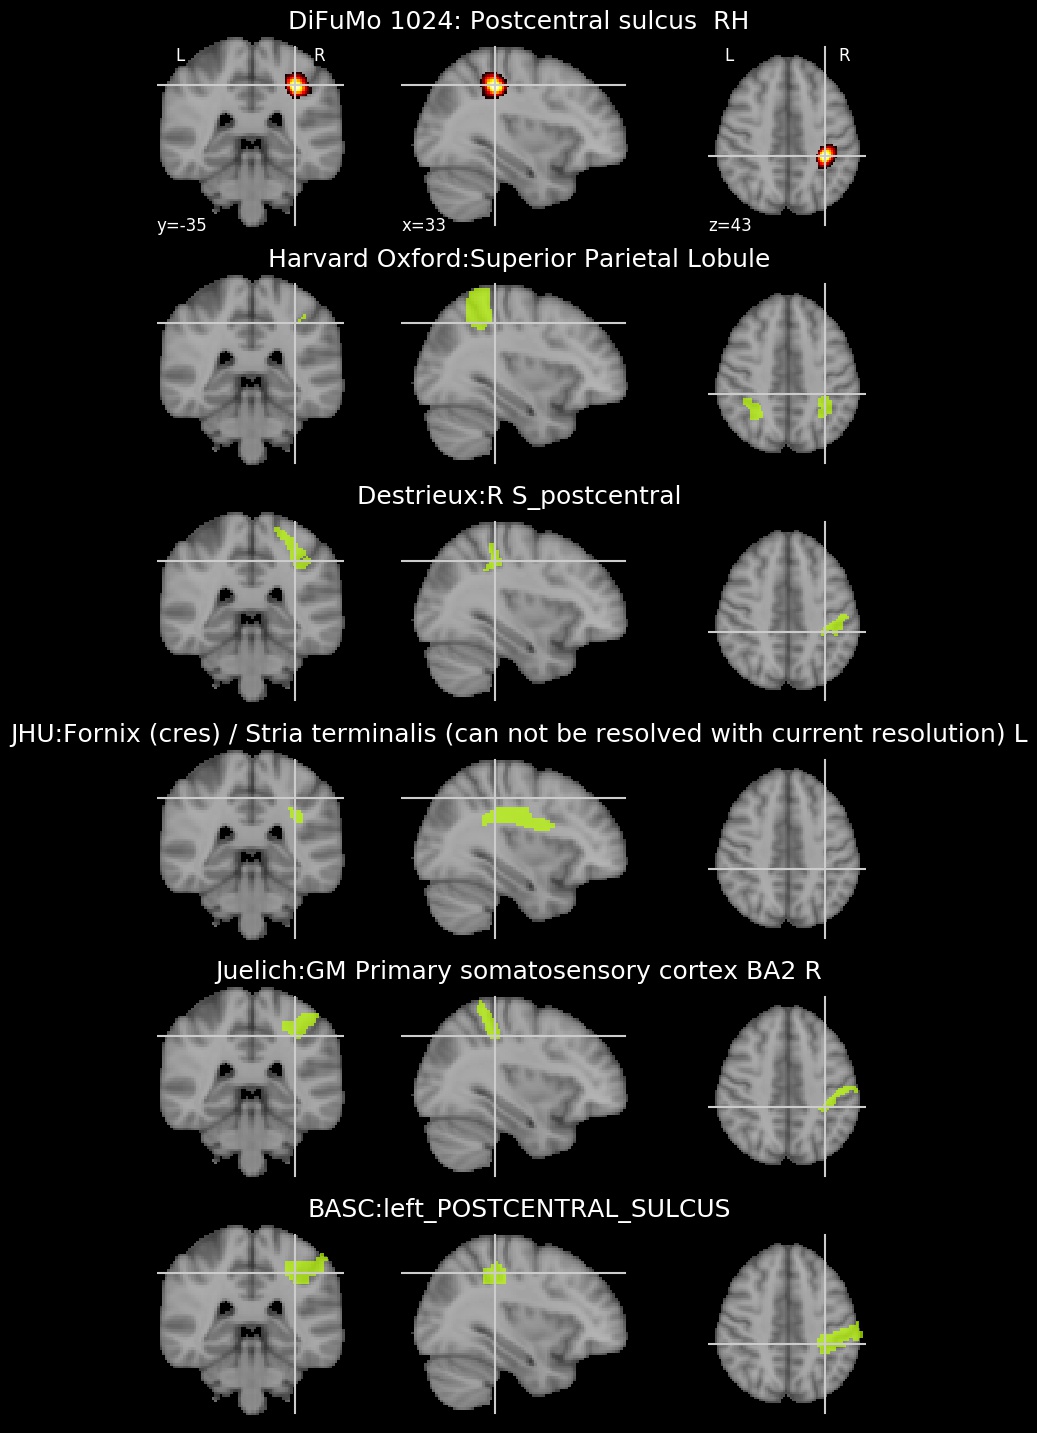 DiFuMo 1024: Postcentral sulcus  RH
L R L R
y=-35 x=33 z=43
Harvard Oxford:Superior Parietal Lobule
Destrieux:R S_postcentral
JHU:Fornix (cres) / Stria terminalis (can not be resolved with current resolution) L
Juelich:GM Primary somatosensory cortex BA2 R
BASC:left_POSTCENTRAL_SULCUS